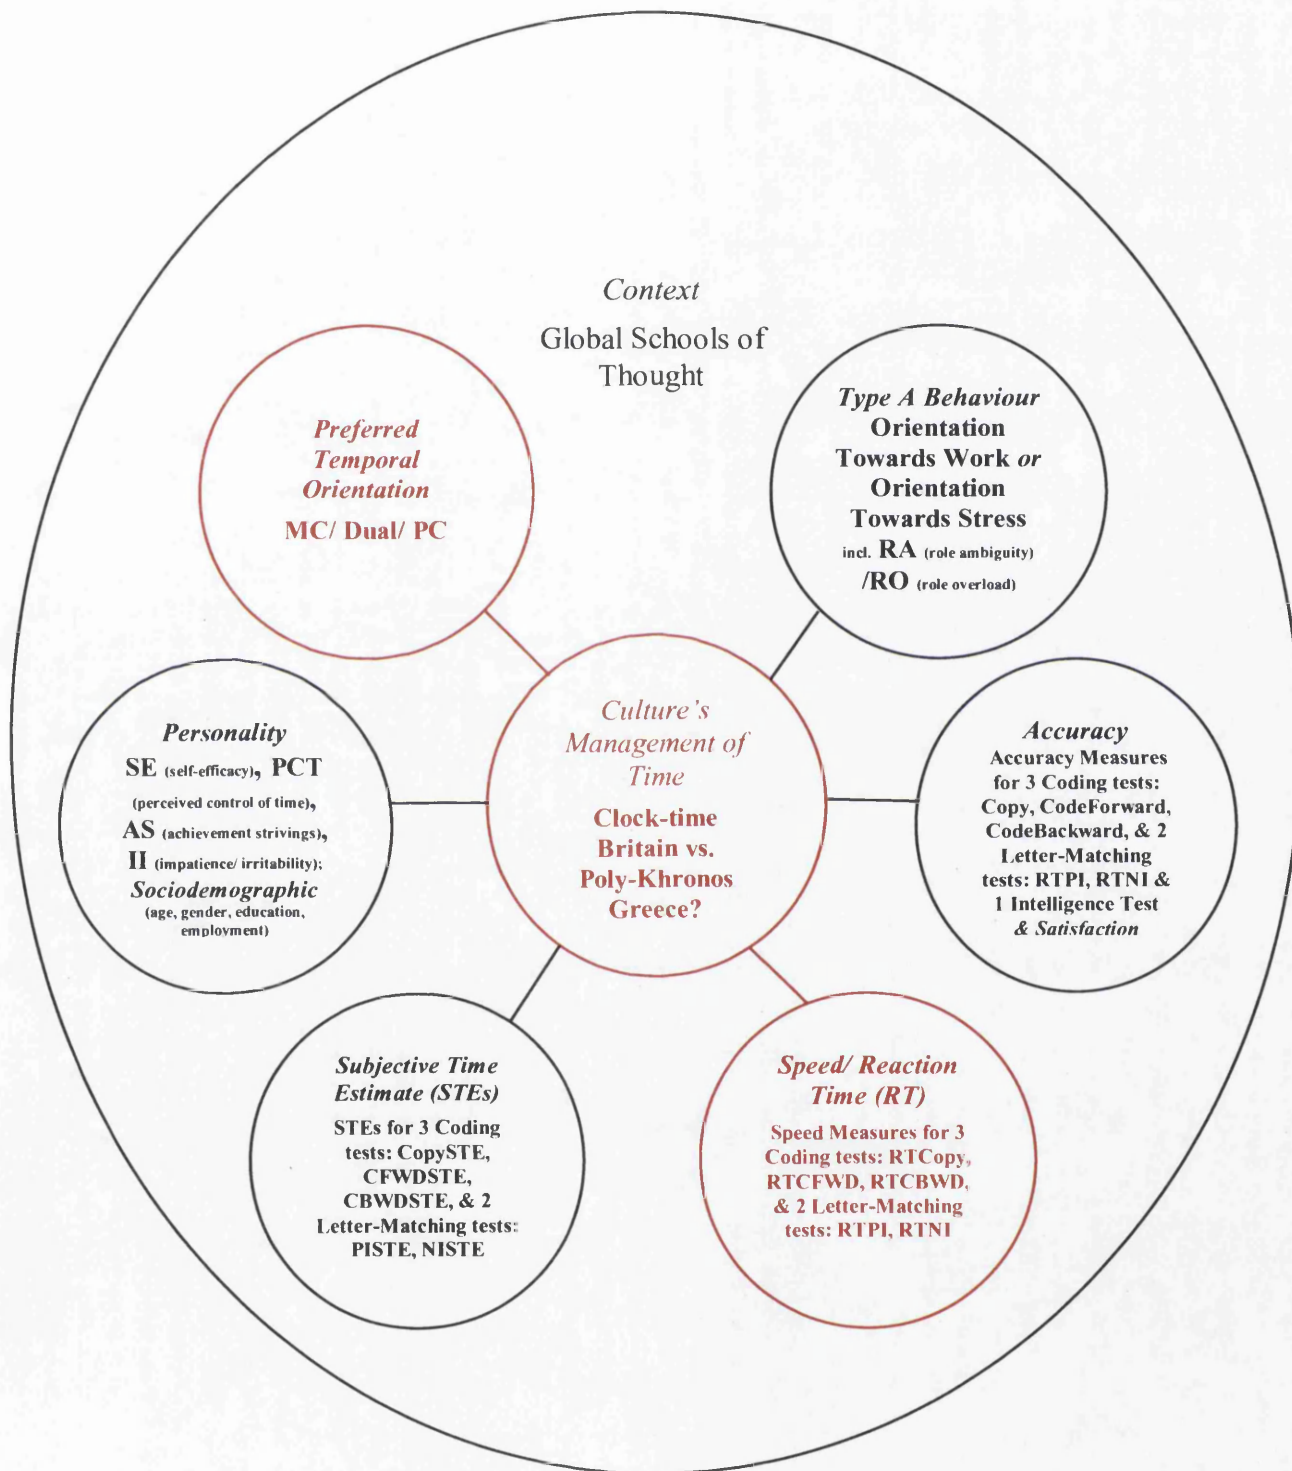 Context
Global Schools of
Thought
Preferred
Temporal
Orientation
MC/ Dual/ PC
Type A Behaviour
Orientation
Towards Work or
Orientation
Towards Stress
incl. RA (role ambiguity)
/RO (role overload)
Personality
SE (self-efficacy), PCT
(perceived control of time),
AS (achievement strivings),
II (impatience/ irritability);
Sociodemographic
(age, gender, education,
employment)
Culture's
Management of
Time
Clock-time
Britain vs.
Poly-Khronos
Greece?
Accuracy
Accuracy Measures
for 3 Coding tests:
Copy, CodeForward,
CodeBackward, & 2
Letter-Matching
tests: RTPI, RTNI &
1 Intelligence Test
& Satisfaction
Subjective Time
Estimate (STEs)
STEs for 3 Coding
tests: CopySTE,
CFWDSTE,
CBWDSTE, & 2
Letter-Matching tests:
PISTE, NISTE
Speed/ Reaction
Time (RT)
Speed Measures for 3
Coding tests: RTCopy,
RTCFWD, RTCBWD,
& 2 Letter-Matching
tests: RTPI, RTNI